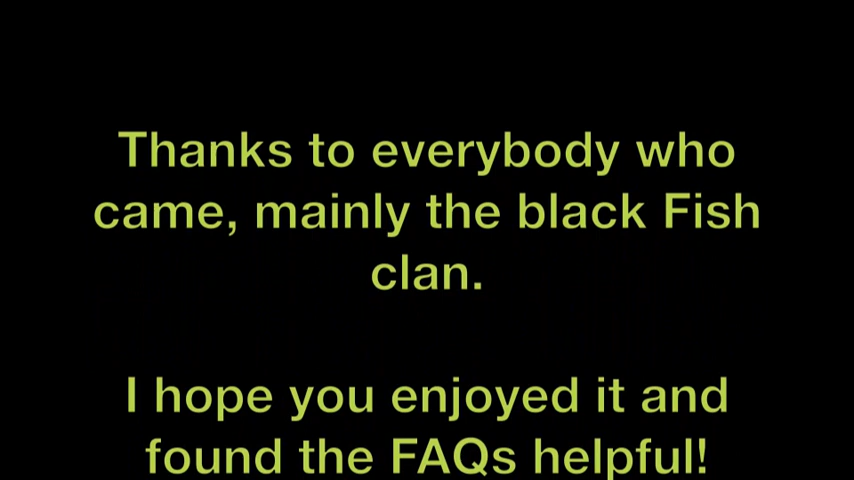 Thanks to everybody who
came, mainly the black Fish
clan.
I hope you enjoyed it and
found the FAQs helpful!